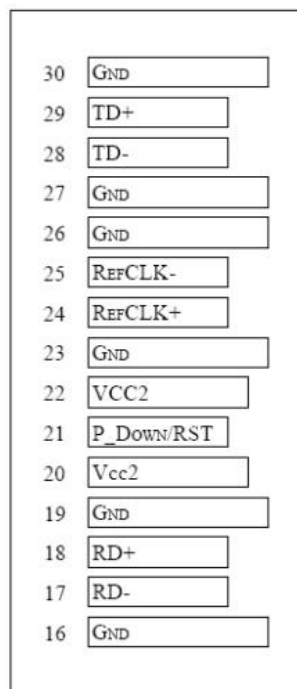 30 GND
29 TD+
28 TD-
27 GND
26 GND
25 REFCLK-
24 REFCLK+
23 GND
22 VCC2
21 P_DOWN/RST
20 Vcc2
19 GND
18 RD+
17 RD-
16 GND